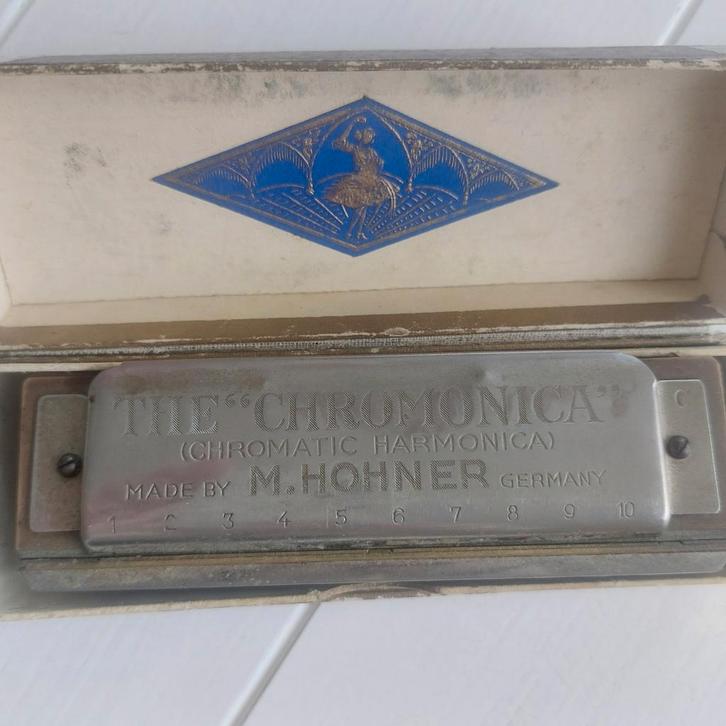 THE "CHROMONICA"
C
(CHROMATIC HARMONICA)
MADE BY M. HOHNER GERMANY
1 2 3 4 5 6 7 8 9 10